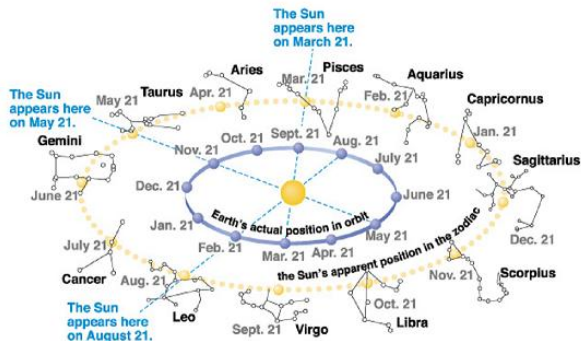 The Sun
appears here
on March 21.
The Sun
appears here
on May 21.
Aries
Mar. 21
Pisces
Aquarius
Taurus
Apr. 21
Feb. 21
May 21
Capricornus
Jan. 21
Gemini
Oct. 21
Sept. 21
Aug. 21
Nov. 21
July 21
Sagittarius
June 21
Dec. 21
June 21
Earth's actual position in orbit
Jan. 21
May 21
Feb. 21
Mar. 21
Apr. 21
the Sun's apparent position in the zodiac
Dec. 21
July 21
Cancer
Aug. 21
Nov. 21
Scorpius
The Sun
appears here
on August 21.
Leo
Sept. 21
Virgo
Oct. 21
Libra